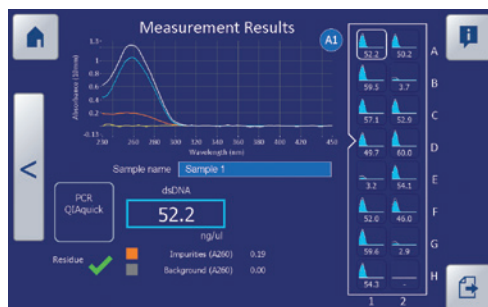 Measurement Results
A1
Absorbance (10mm)
1.3
1
0.8
0.6
0.4
0.2
-0.13
230 260 280 300 320 340 360 380 400 420 450
Wavelength (nm)
Sample name Sample 1
PCR
QIAquick
dsDNA
52.2
ng/ul
Residue
Impurities (A260) 0.19
Background (A260) 0.00
52.2 50.2 A
59.5 3.7 B
57.1 52.9 C
49.7 60.0 D
3.2 54.1 E
52.0 46.0 F
59.6 2.9 G
54.3 - H
1 2